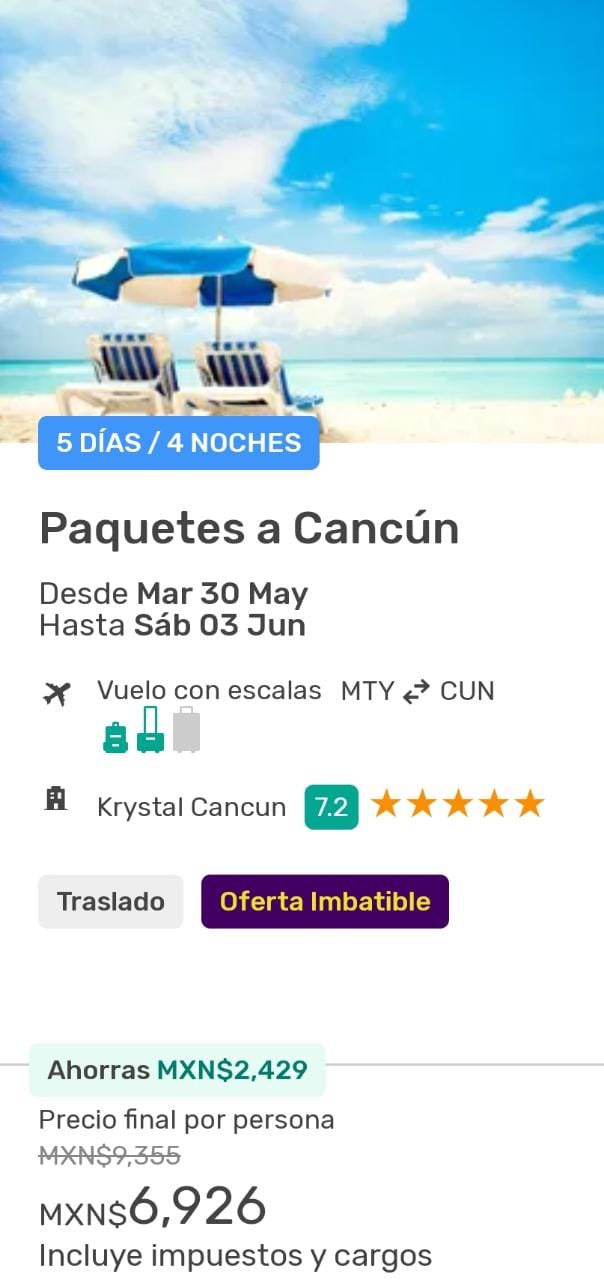 5 DÍAS / 4 NOCHES
Paquetes a Cancún
Desde Mar 30 May
Hasta Sáb 03 Jun
Vuelo con escalas MTY CUN
Krystal Cancun 7.2
Traslado Oferta Imbatible
Ahorras MXN$2,429
Precio final por persona
MXN$9,355
MXN$6,926
Incluye impuestos y cargos